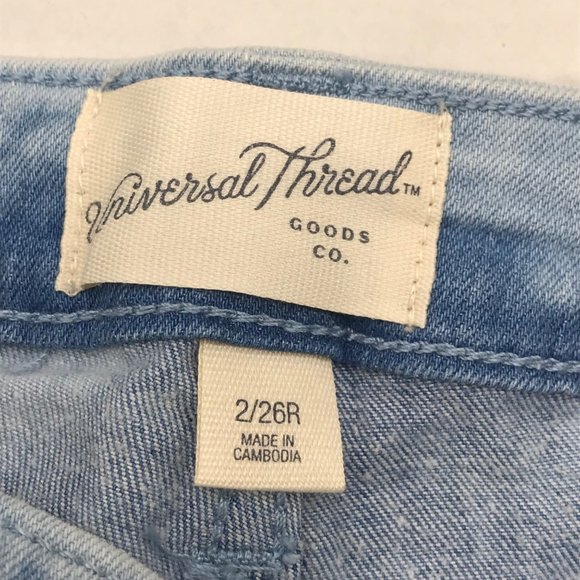 Universal Thread™
GOODS
CO.
2/26R
MADE IN
CAMBODIA